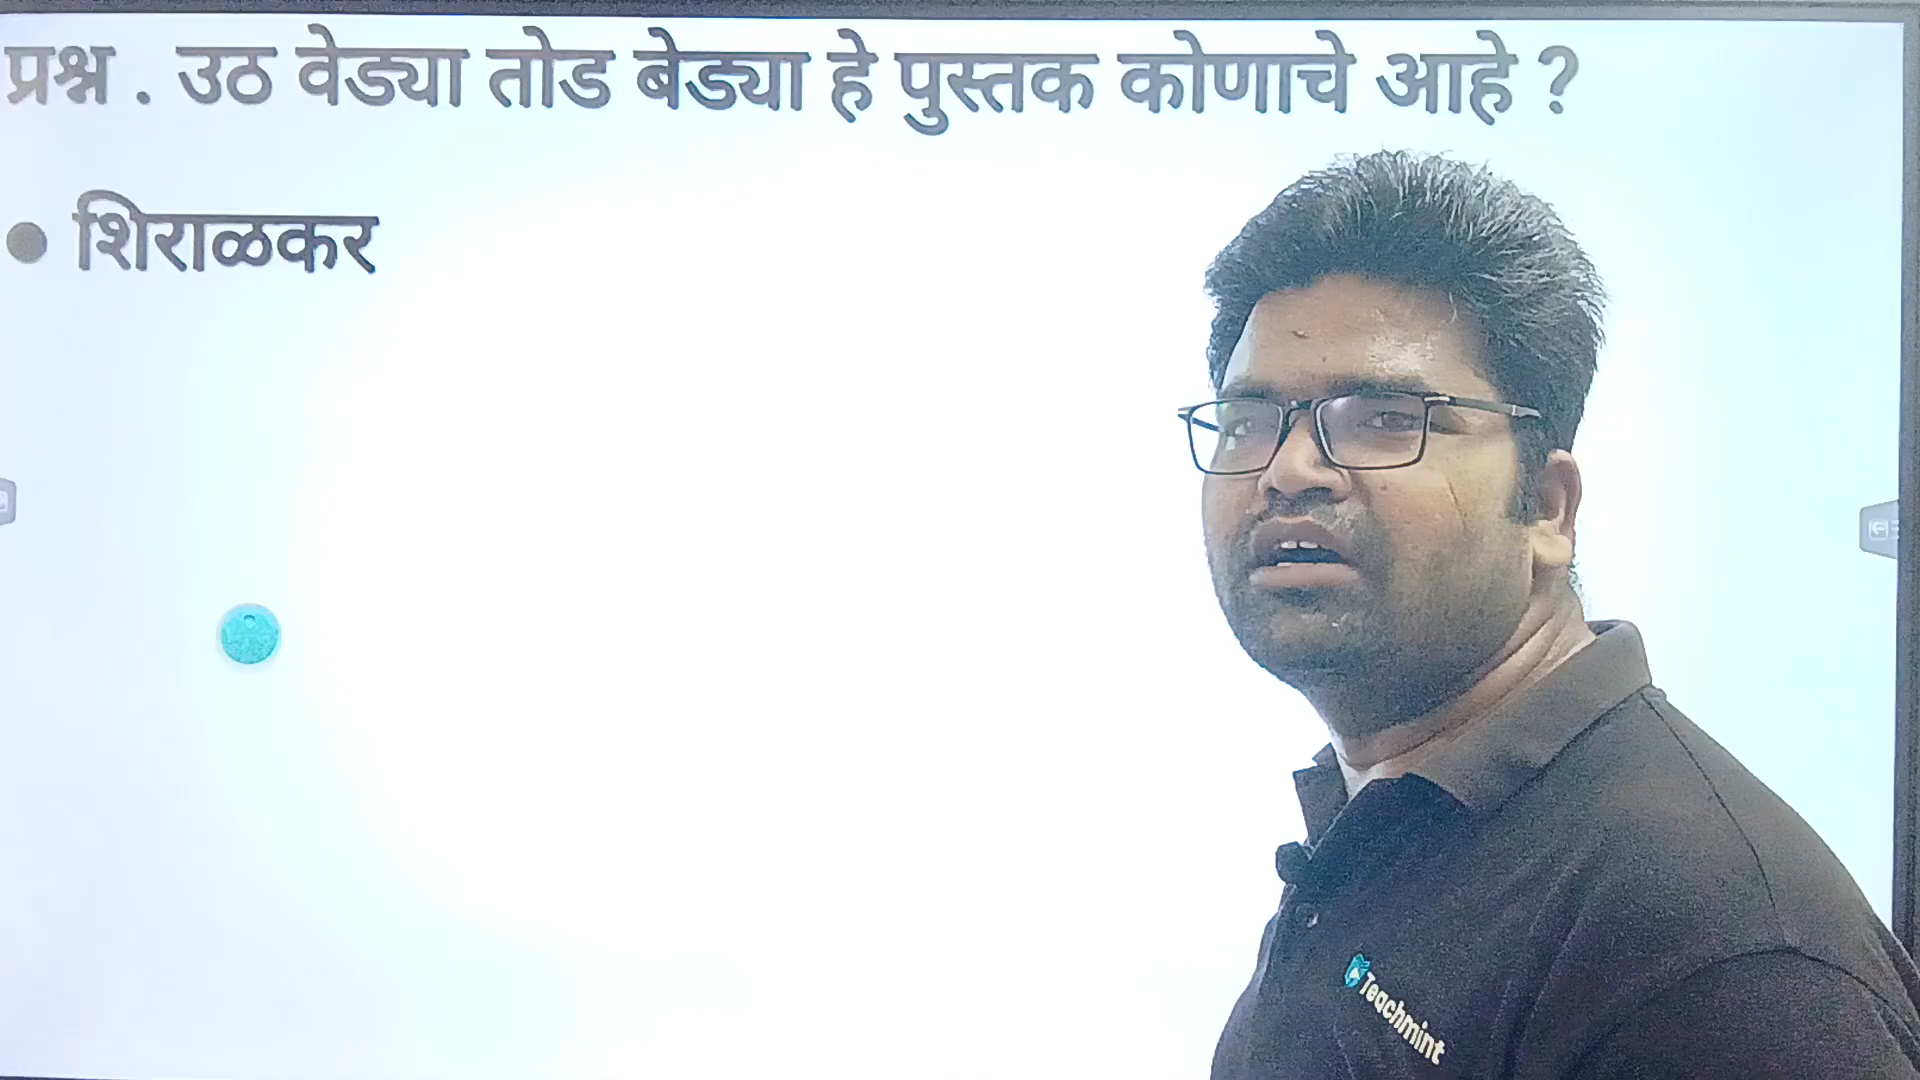 प्रश्न . उठ वेड्या तोड बेड्या हे पुस्तक कोणाचे आहे ?
● शिराळकर
Teachmint